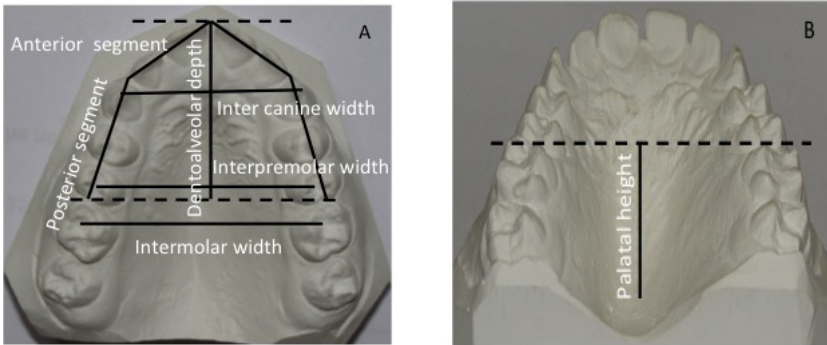 A
Anterior segment
Posterior segment
Dentoalveolar depth
Inter canine width
Interpremolar width
Intermolar width
B
Palatal height